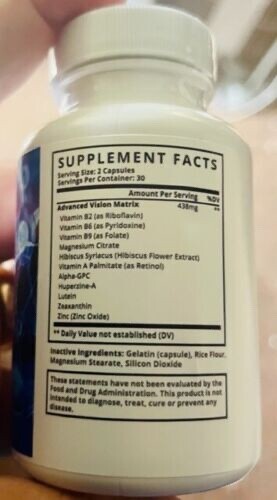 SUPPLEMENT FACTS
Serving Size: 2 Capsules
Servings Per Container: 30
Amount Per Serving %DV
Advanced Vision Matrix 438mg **
Vitamin B2 (as Riboflavin)
Vitamin B6 (as Pyridoxine)
Vitamin B9 (as Folate)
Magnesium Citrate
Hibiscus Syriacus (Hibiscus Flower Extract)
Vitamin A Palmitate (as Retinol)
Alpha-GPC
Huperzine-A
Lutein
Zeaxanthin
Zinc (Zinc Oxide)
** Daily Value not established (DV)
Inactive Ingredients: Gelatin (capsule), Rice Flour,
Magnesium Stearate, Silicon Dioxide
These statements have not been evaluated by the
Food and Drug Administration. This product is not
intended to diagnose, treat, cure or prevent any
disease.